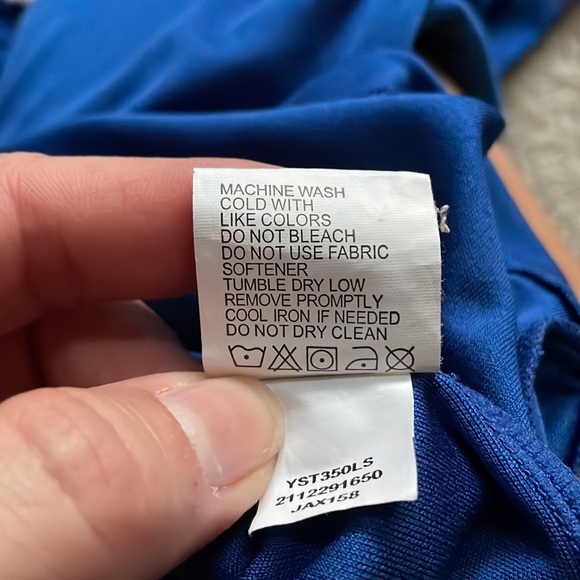 MACHINE WASH
COLD WITH
LIKE COLORS
DO NOT BLEACH
DO NOT USE FABRIC
SOFTENER
TUMBLE DRY LOW
REMOVE PROMPTLY
COOL IRON IF NEEDED
DO NOT DRY CLEAN
YST350LS
2112291650
JAX158